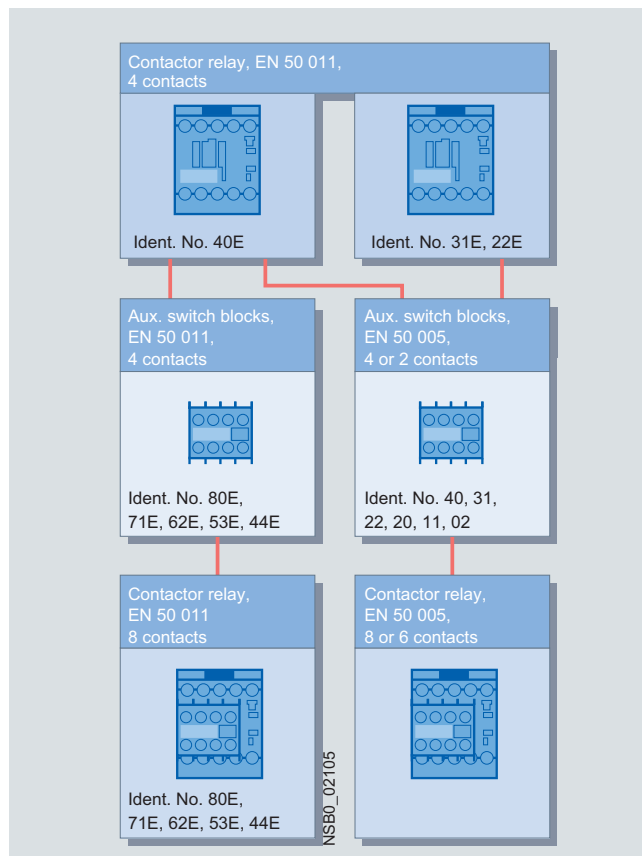 Contactor relay, EN 50 011,
4 contacts
Ident. No. 40E
Ident. No. 31E, 22E
Aux. switch blocks,
EN 50 011,
4 contacts
Aux. switch blocks,
EN 50 005,
4 or 2 contacts
Ident. No. 80E,
71E, 62E, 53E, 44E
Ident. No. 40, 31,
22, 20, 11, 02
Contactor relay,
EN 50 011
8 contacts
Contactor relay,
EN 50 005,
8 or 6 contacts
Ident. No. 80E,
71E, 62E, 53E, 44E
NSB0_02105